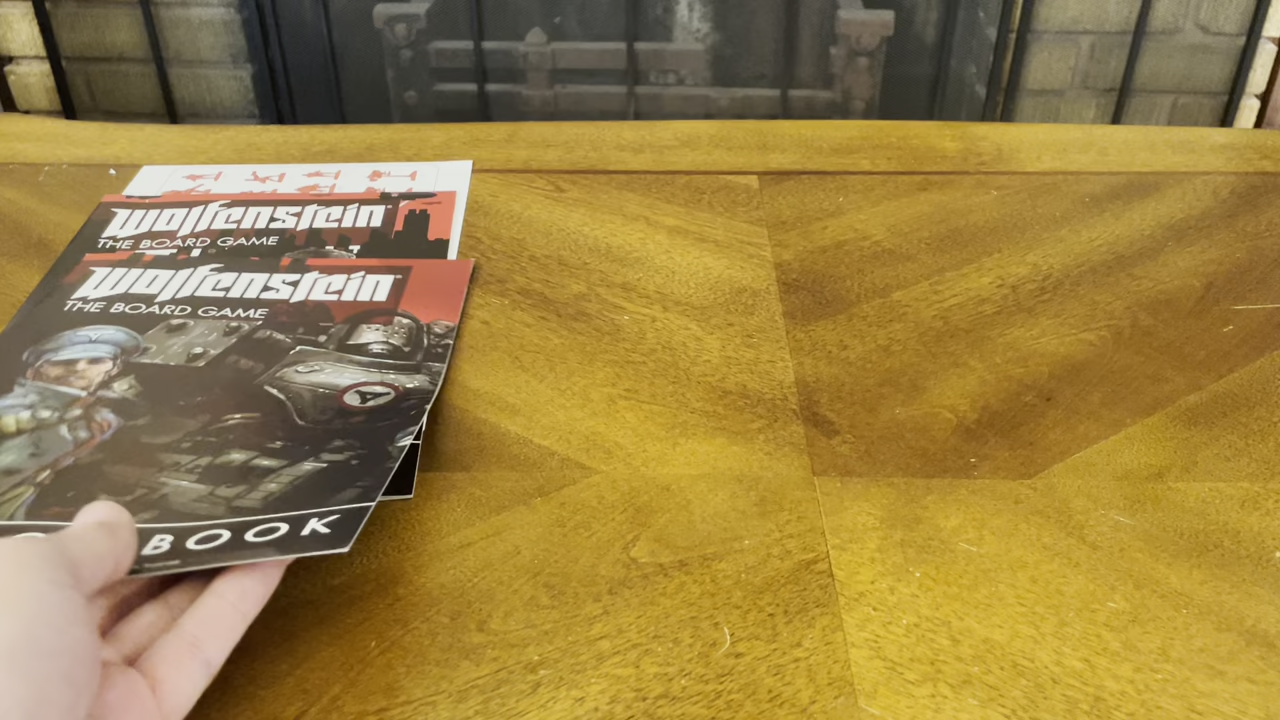 Wolfenstein
THE BOARD GAME
Wolfenstein
THE BOARD GAME
BOOK